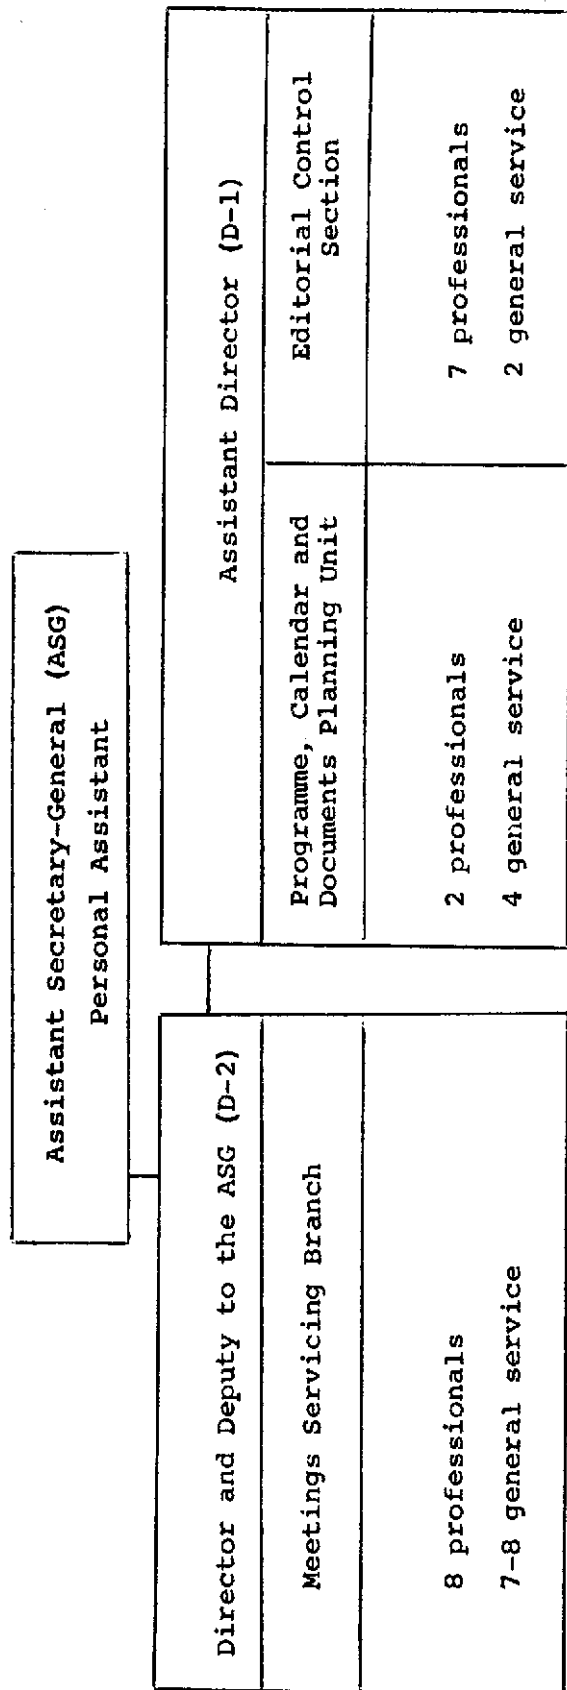 Assistant Secretary-General (ASG)
Personal Assistant
Director and Deputy to the ASG (D-2)
Meetings Servicing Branch
8 professionals
7-8 general service
Assistant Director (D-1)
Programme, Calendar and
Documents Planning Unit
2 professionals
4 general service
Editorial Control
Section
7 professionals
2 general service